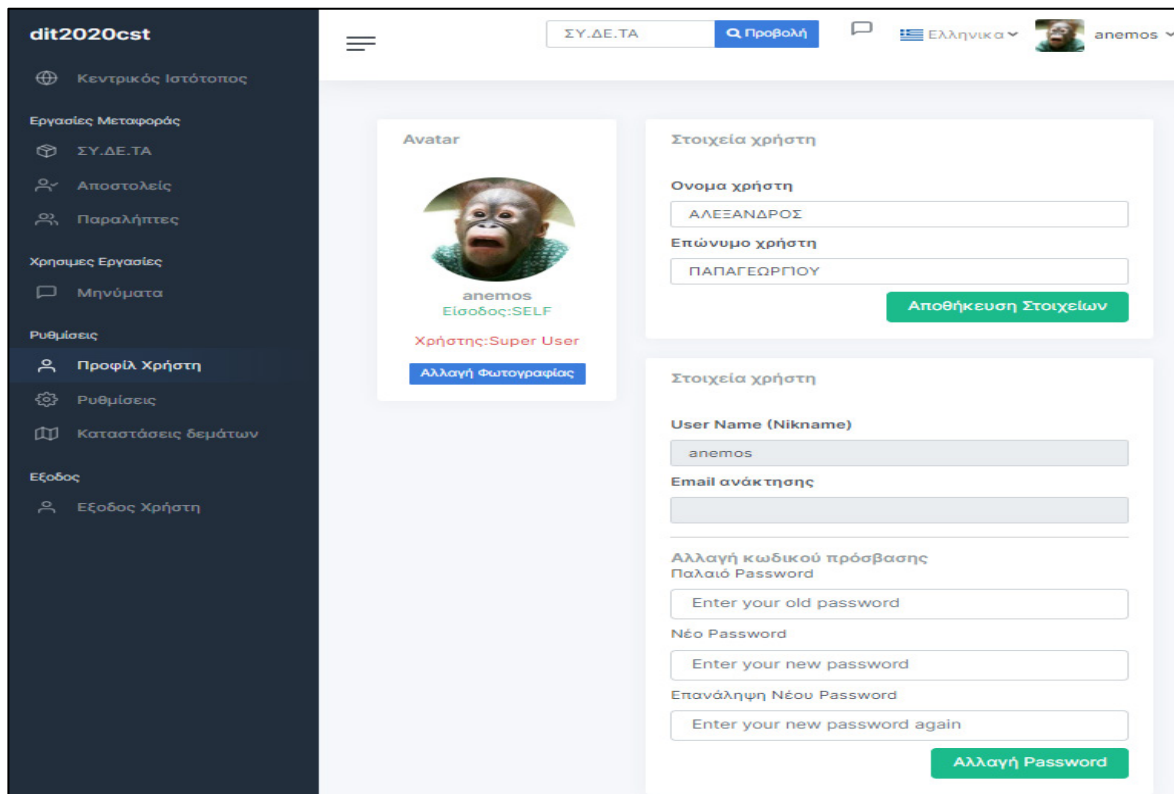 dit2020cst
ΣΥ.ΔΕ.ΤΑ
Προβολή
Ελληνικα
anemos
Κεντρικός Ιστότοπος
Εργασίες Μεταφοράς
ΣΥ.ΔΕ.ΤΑ
Αποστολείς
Παραλήπτες
Χρησιμες Εργασίες
Μηνύματα
Ρυθμίσεις
Προφίλ Χρήστη
Ρυθμίσεις
Καταστάσεις δεμάτων
Εξοδος
Εξοδος Χρήστη
Avatar
anemos
Είσοδος:SELF
Χρήστης:Super User
Αλλαγή Φωτογραφίας
Στοιχεία χρήστη
Ονομα χρήστη
ΑΛΕΞΑΝΔΡΟΣ
Επώνυμο χρήστη
ΠΑΠΑΓΕΩΡΓΙΟΥ
Αποθήκευση Στοιχείων
Στοιχεία χρήστη
User Name (Nikname)
anemos
Email ανάκτησης
Αλλαγή κωδικού πρόσβασης
Παλαιό Password
Enter your old password
Νέο Password
Enter your new password
Επανάληψη Νέου Password
Enter your new password again
Αλλαγή Password